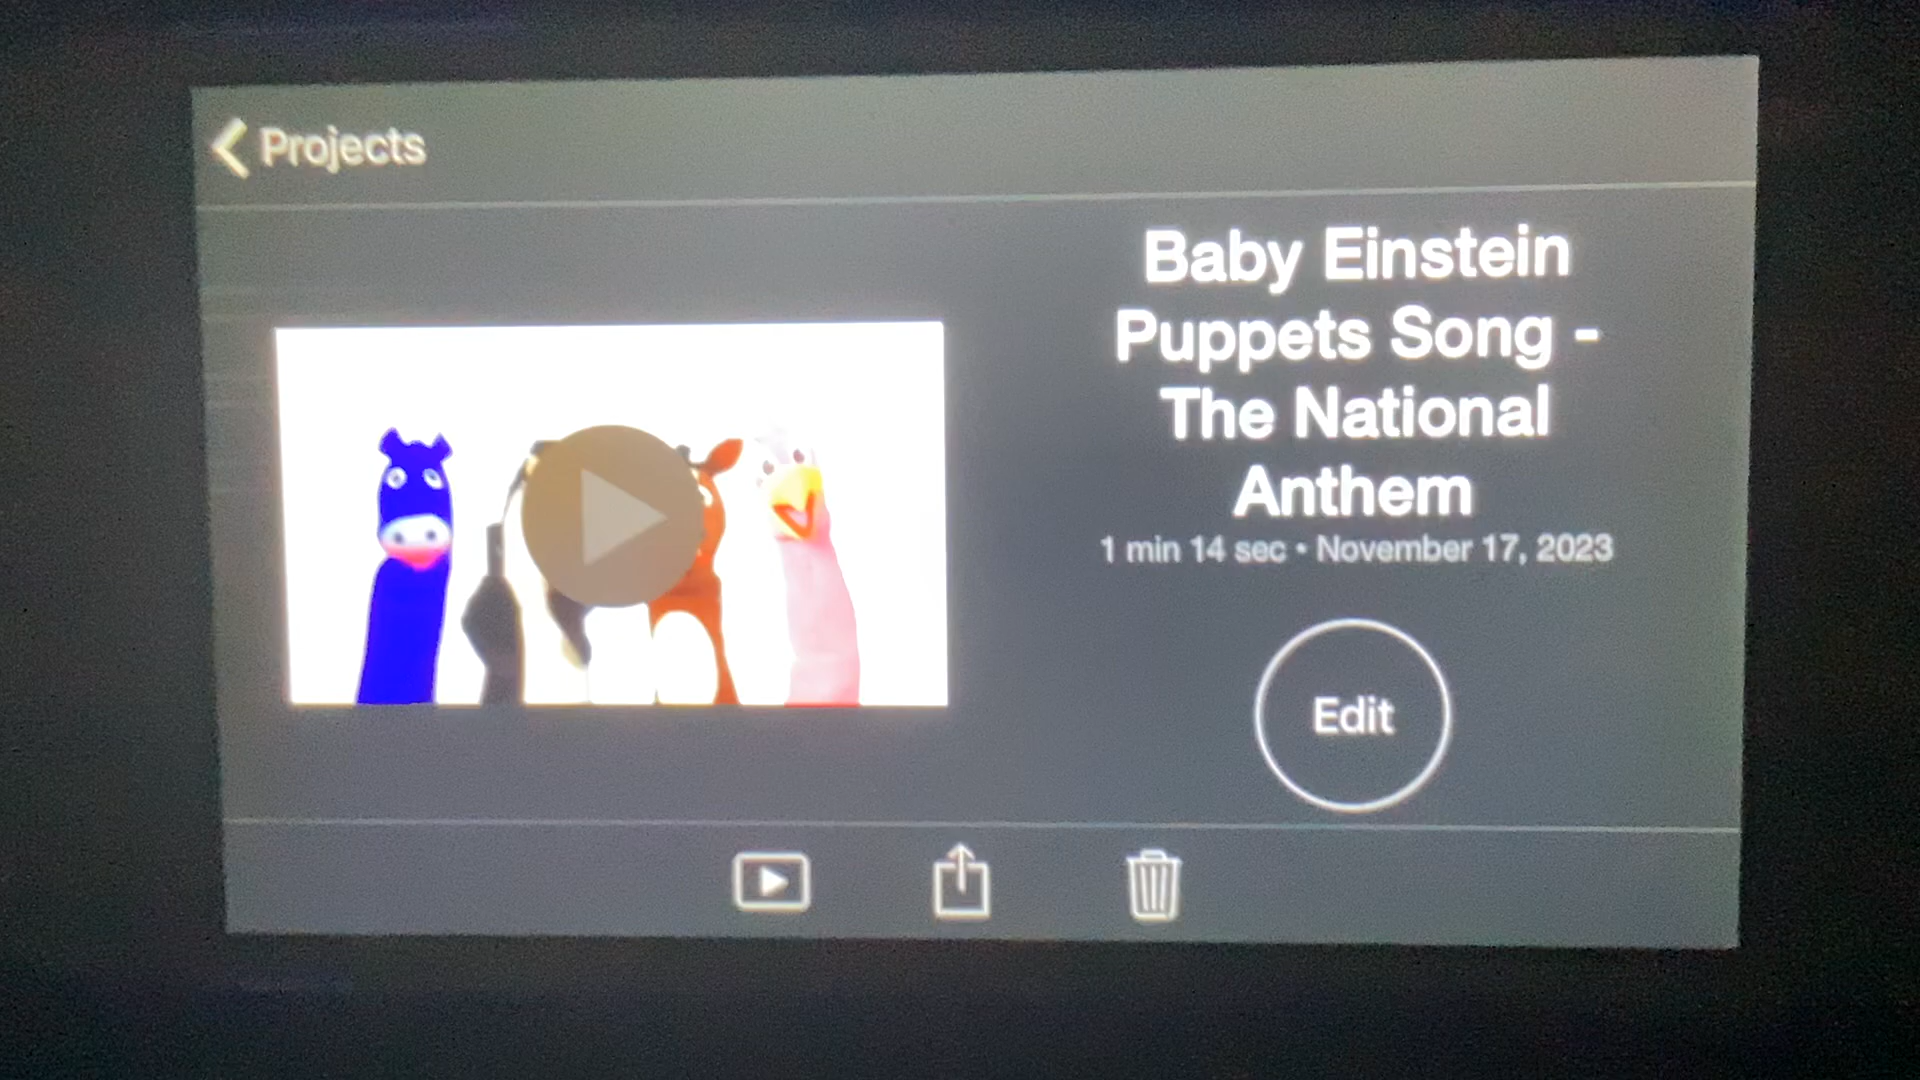 Projects
Baby Einstein
Puppets Song -
The National
Anthem
1 min 14 sec • November 17, 2023
Edit